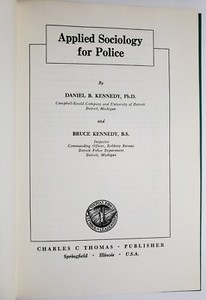 Applied Sociology
for Police
By
DANIEL B. KENNEDY, Ph.D.
Campbell-Ewald Company and University of Detroit
Detroit, Michigan
and
BRUCE KENNEDY, B.S.
Inspector
Commanding Officer, Robbery Bureau
Detroit Police Department
Detroit, Michigan
CHARLES C THOMAS · PUBLISHER
Springfield · Illinois · U.S.A.